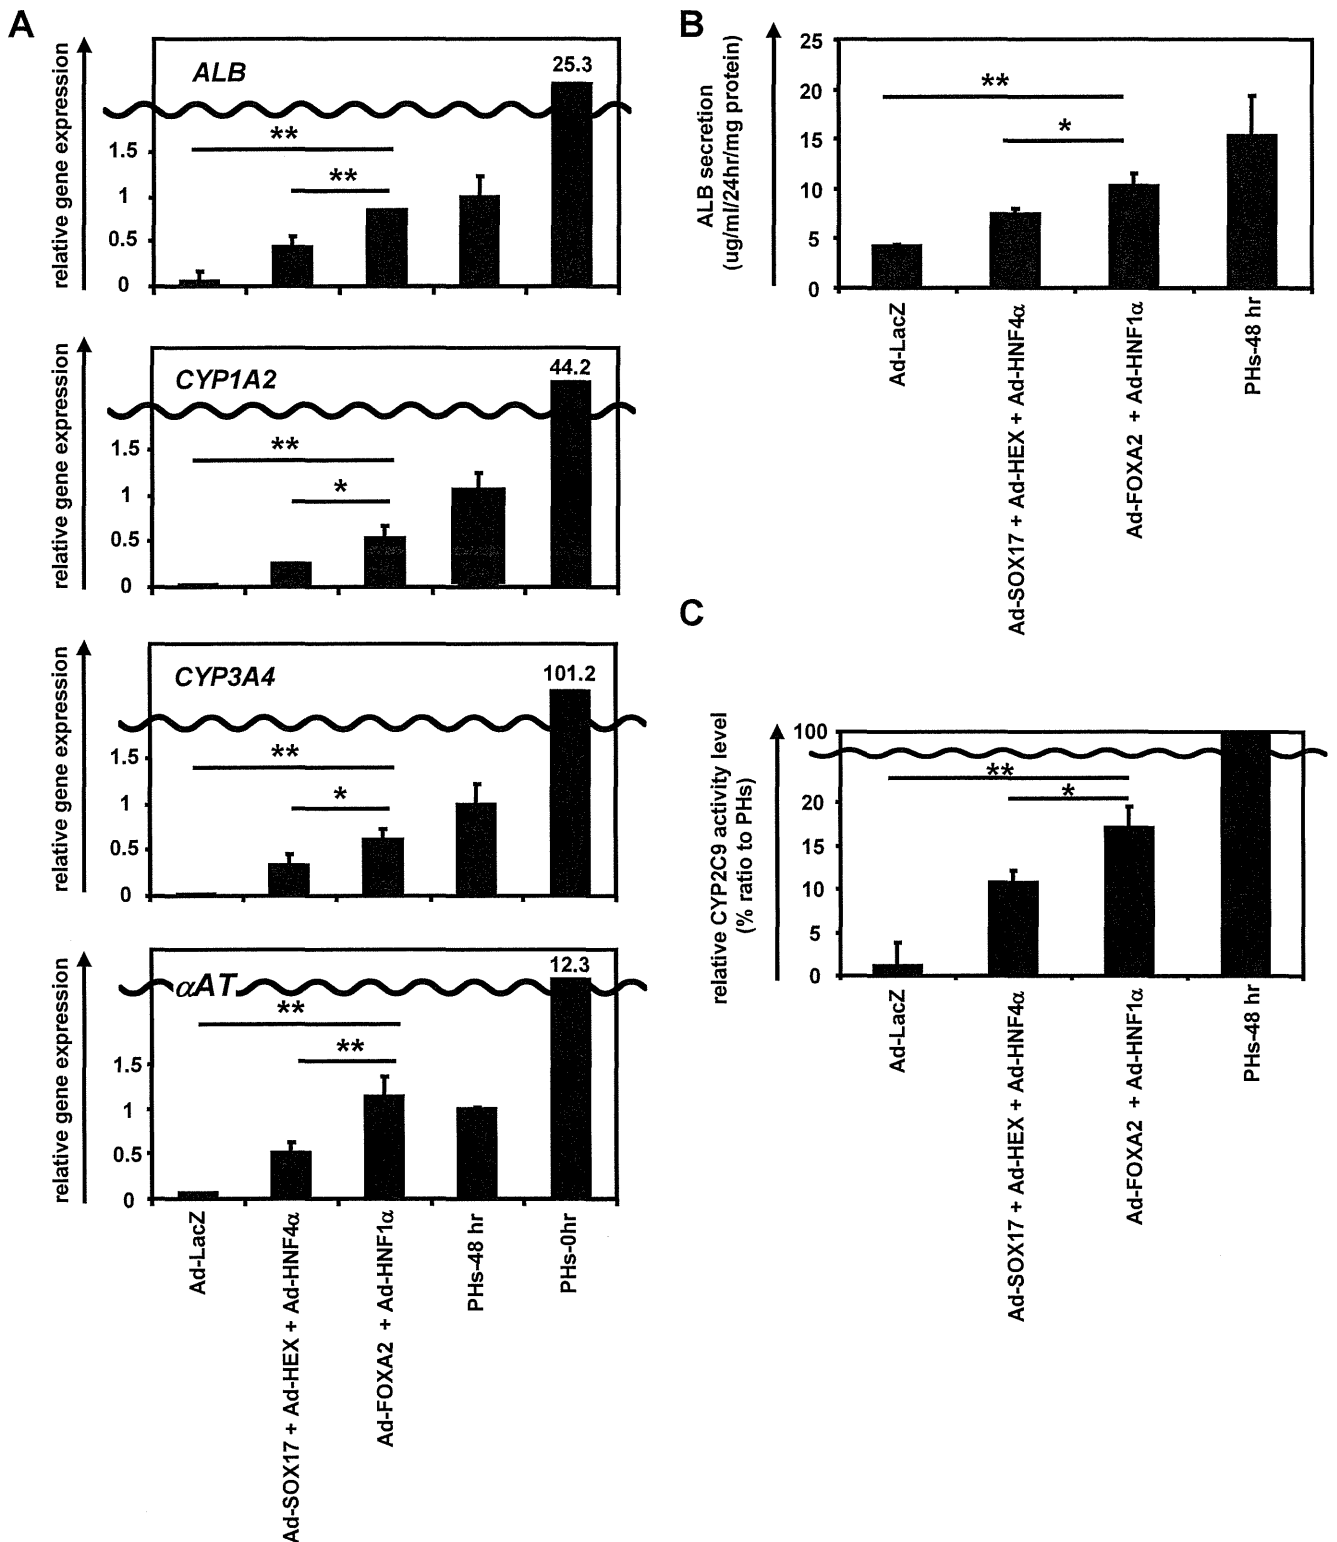 A
relative gene expression
ALB
25.3
**
**
1.5
1
0.5
0
relative gene expression
CYP1A2
44.2
**
*
1.5
1
0.5
0
relative gene expression
CYP3A4
101.2
**
*
1.5
1
0.5
0
relative gene expression
αAT
12.3
**
**
1.5
1
0.5
0
Ad-LacZ
Ad-SOX17 + Ad-HEX + Ad-HNF4α
Ad-FOXA2 + Ad-HNF1α
PHs-48 hr
PHs-0hr
B
ALB secretion
(ug/ml/24hr/mg protein)
25
20
15
10
5
0
**
*
Ad-LacZ
Ad-SOX17 + Ad-HEX + Ad-HNF4α
Ad-FOXA2 + Ad-HNF1α
PHs-48 hr
C
relative CYP2C9 activity level
(% ratio to PHs)
100
20
15
10
5
0
**
*
Ad-LacZ
Ad-SOX17 + Ad-HEX + Ad-HNF4α
Ad-FOXA2 + Ad-HNF1α
PHs-48 hr